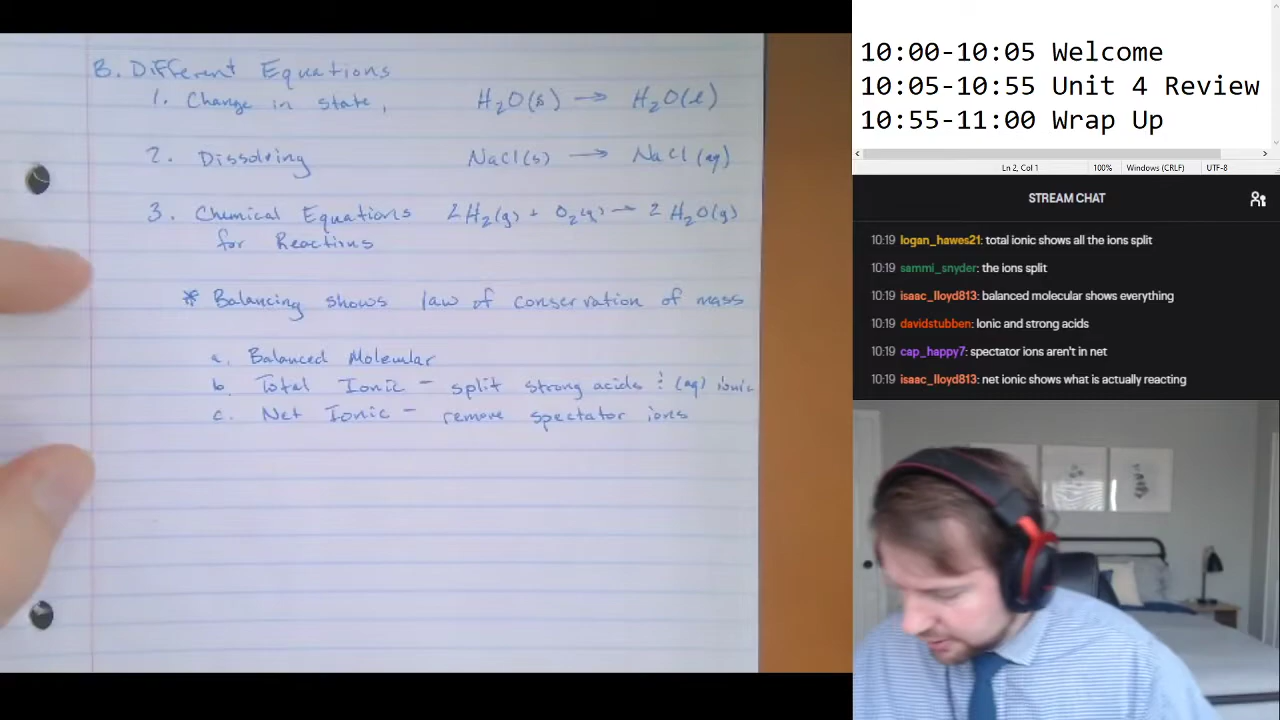 B. Different Equations
1. Change in state, H₂O(s) → H₂O(l)
2. Dissolving NaCl(s) → NaCl(aq)
3. Chemical Equations 2H₂(g) + O₂(g) → 2 H₂O(g)
for Reactions
* Balancing shows law of conservation of mass
a. Balanced Molecular
b. Total Ionic - split strong acids & (aq) ionic
c. Net Ionic - remove spectator ions
10:00-10:05 Welcome
10:05-10:55 Unit 4 Review
10:55-11:00 Wrap Up
Ln 2, Col 1 100% Windows (CRLF) UTF-8
STREAM CHAT
10:19 logan_hawes21: total ionic shows all the ions split
10:19 sammi_snyder: the ions split
10:19 isaac_lloyd813: balanced molecular shows everything
10:19 davidstubben: Ionic and strong acids
10:19 cap_happy7: spectator ions aren't in net
10:19 isaac_lloyd813: net ionic shows what is actually reacting